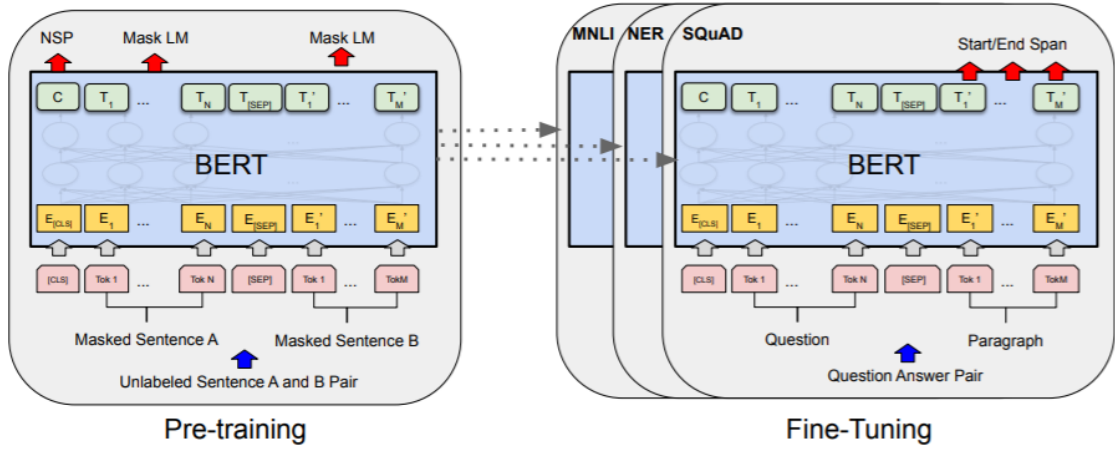 NSP Mask LM Mask LM
C T1 ... TN T[SEP] T1' ... TM'
BERT
E[CLS] E1 ... EN E[SEP] E1' ... EM'
[CLS] Tok 1 ... Tok N [SEP] Tok 1 ... TokM
Masked Sentence A Masked Sentence B
Unlabeled Sentence A and B Pair
Pre-training
MNLI NER SQuAD
Start/End Span
C T1 ... TN T[SEP] T1' ... TM'
BERT
E[CLS] E1 ... EN E[SEP] E1' ... EM'
[CLS] Tok 1 ... Tok N [SEP] Tok 1 ... TokM
Question Paragraph
Question Answer Pair
Fine-Tuning